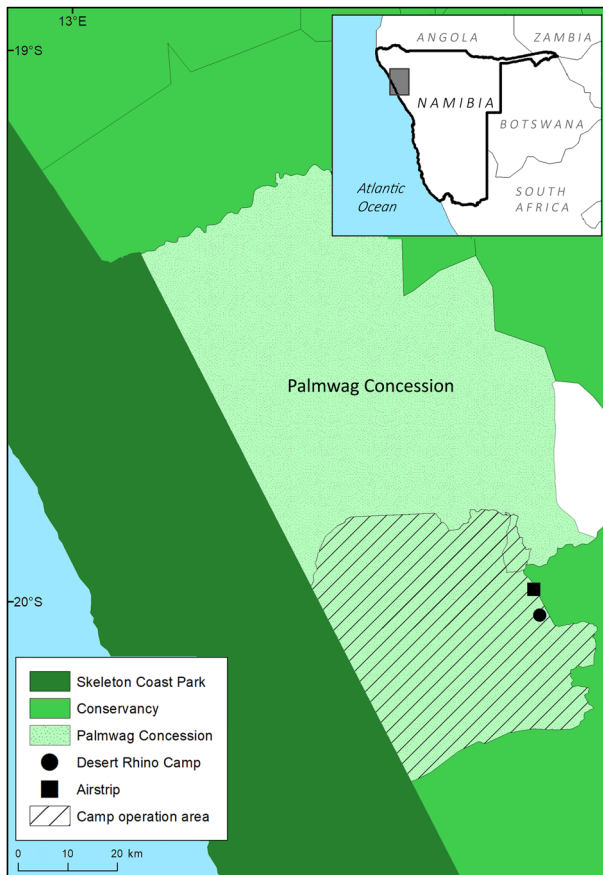 13°E
19°S
ANGOLA
ZAMBIA
NAMIBIA
BOTSWANA
Atlantic
Ocean
SOUTH
AFRICA
Palmwag Concession
20°S
Skeleton Coast Park
Conservancy
Palmwag Concession
Desert Rhino Camp
Airstrip
Camp operation area
0 10 20 km